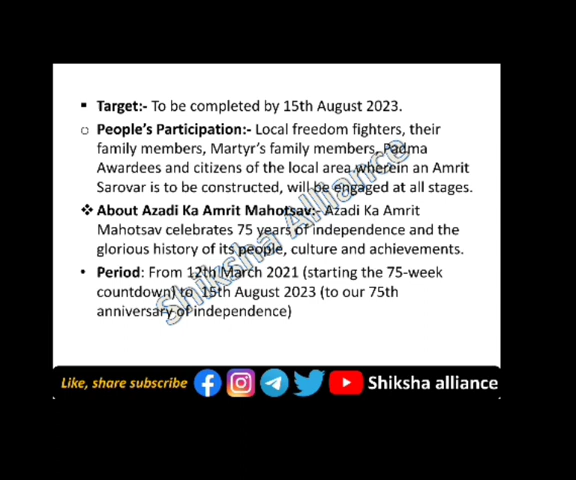 ▪ Target:- To be completed by 15th August 2023.
o People's Participation:- Local freedom fighters, their
family members, Martyr's family members, Padma
Awardees and citizens of the local area wherein an Amrit
Sarovar is to be constructed, will be engaged at all stages.
❖ About Azadi Ka Amrit Mahotsav:- Azadi Ka Amrit
Mahotsav celebrates 75 years of independence and the
glorious history of its people, culture and achievements.
• Period: From 12th March 2021 (starting the 75-week
countdown) to 15th August 2023 (to our 75th
anniversary of independence)
Shiksha Alliance
Like, share subscribe Shiksha alliance